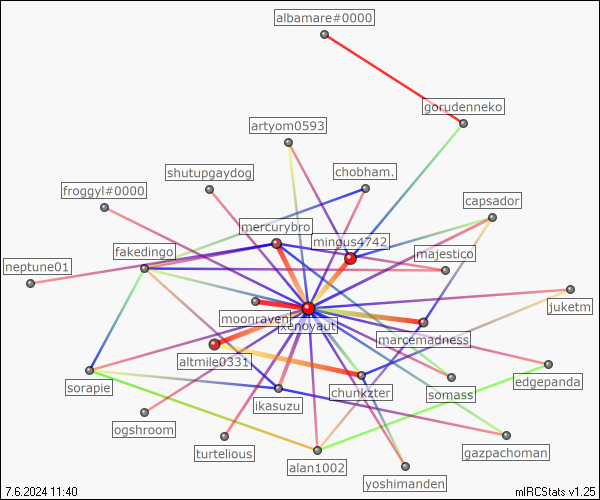 albamare#0000
gorudenneko
artyom0593
shutupgaydog
chobham.
froggyl#0000
capsador
mercurybro
mingus4742
fakedingo
majestico
neptune01
juketm
moonraven
xenoyaut
marcemadness
altmile0331
edgepanda
sorapie
chunkzter
somass
ikasuzu
ogshroom
gazpachoman
turtelious
alan1002
yoshimanden
7.6.2024 11:40
mIRCStats v1.25